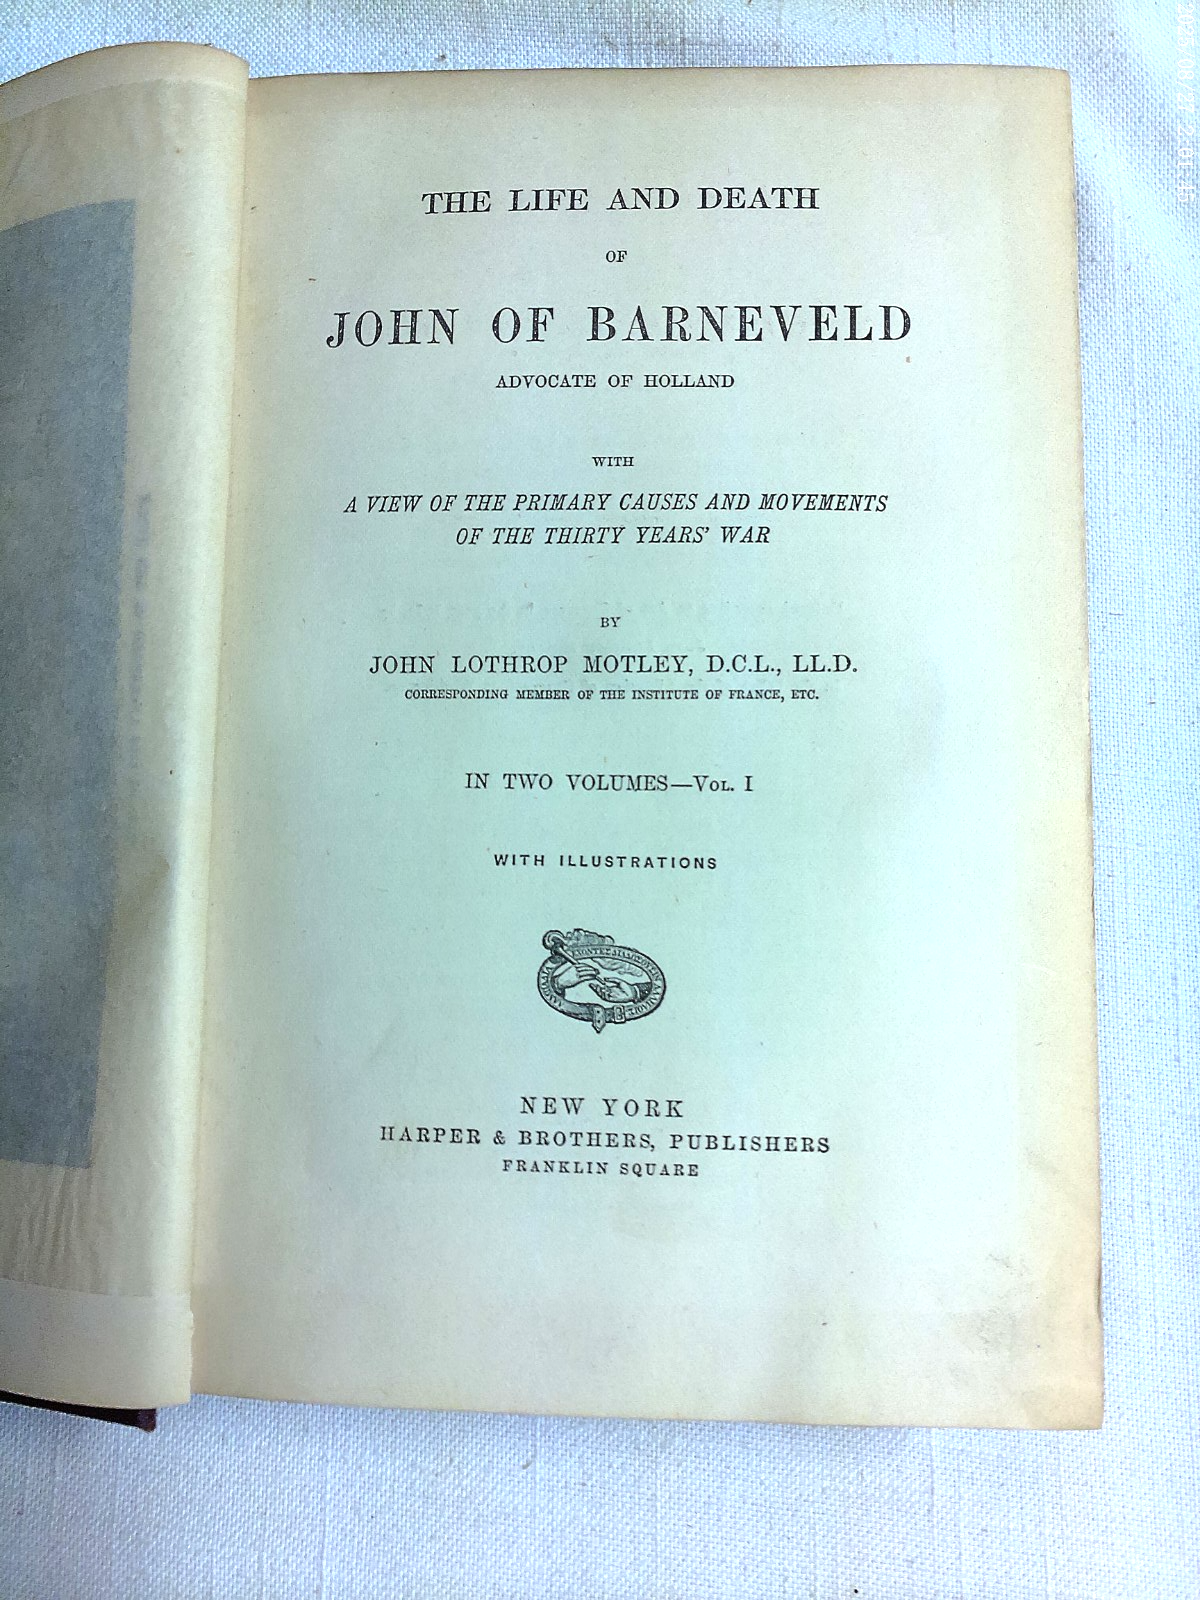 THE LIFE AND DEATH
OF
JOHN OF BARNEVELD
ADVOCATE OF HOLLAND
WITH
A VIEW OF THE PRIMARY CAUSES AND MOVEMENTS
OF THE THIRTY YEARS' WAR
BY
JOHN LOTHROP MOTLEY, D.C.L., LL.D.
CORRESPONDING MEMBER OF THE INSTITUTE OF FRANCE, ETC.
IN TWO VOLUMES—VOL. I
WITH ILLUSTRATIONS
NEW YORK
HARPER & BROTHERS, PUBLISHERS
FRANKLIN SQUARE